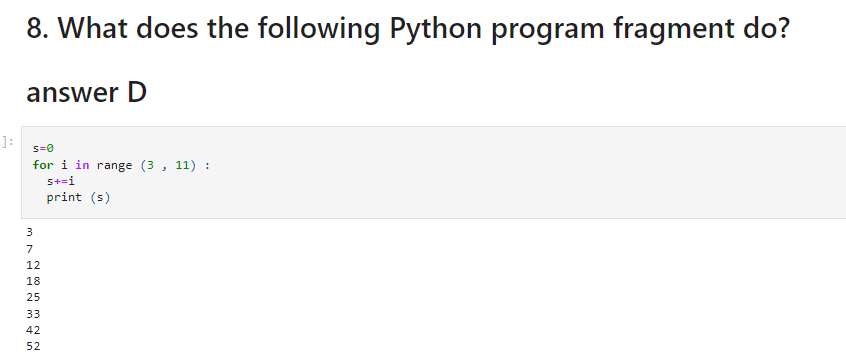 8. What does the following Python program fragment do?
answer D
]:
s=0
for i in range (3 , 11) :
  s+=i
  print (s)
3
7
12
18
25
33
42
52